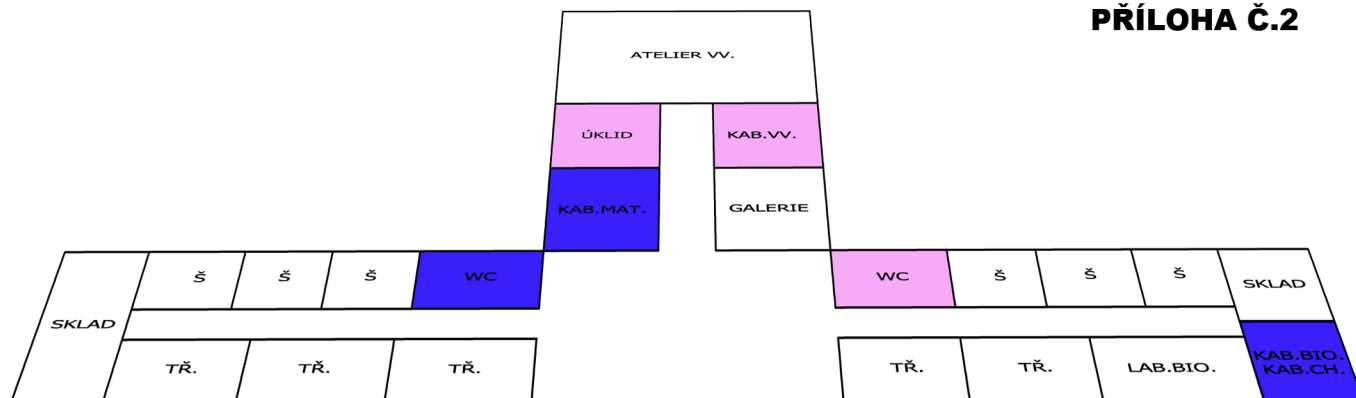 PŘÍLOHA Č.2
ATELIER VV.
ÚKLID
KAB.VV.
KAB.MAT.
GALERIE
Š
Š
Š
WC
WC
Š
Š
Š
SKLAD
SKLAD
TŘ.
TŘ.
TŘ.
TŘ.
TŘ.
LAB.BIO.
KAB.BIO.
KAB.CH.